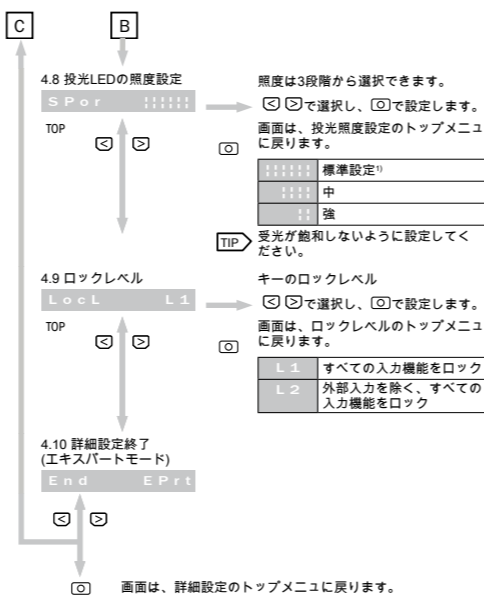 C
B
4.8 投光LEDの照度設定
SPor
TOP
照度は3段階から選択できます。
で選択し、で設定します。
画面は、投光照度設定のトップメニュー
に戻ります。
標準設定1)
中
強
TIP
受光が飽和しないように設定してく
ださい。
4.9 ロックレベル
LocL L1
TOP
キーのロックレベル
で選択し、で設定します。
画面は、ロックレベルのトップメニュー
に戻ります。
L1 すべての入力機能をロック
L2 外部入力を除く、すべての
入力機能をロック
4.10 詳細設定終了
(エキスパートモード)
End EPrt
画面は、詳細設定のトップメニューに戻ります。